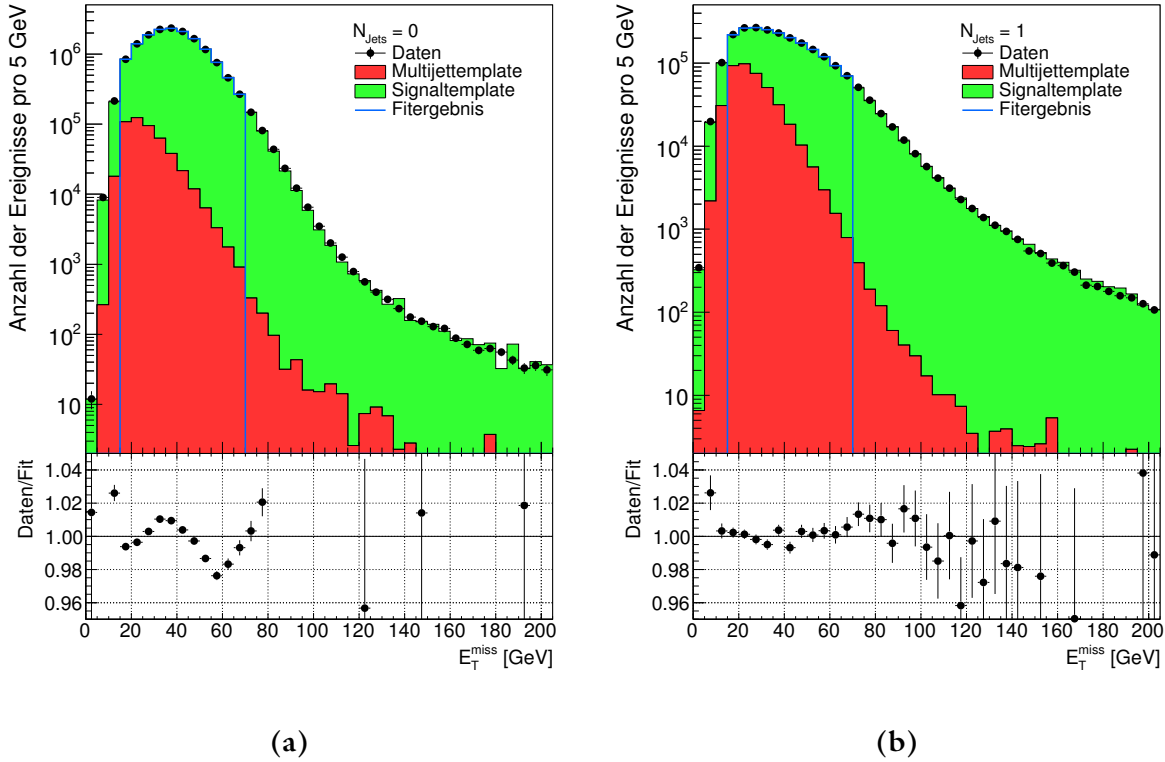 Anzahl der Ereignisse pro 5 GeV
10^6
10^5
10^4
10^3
10^2
10
N_Jets = 0
Daten
Multijettemplate
Signaltemplate
Fitergebnis
Daten/Fit
1.04
1.02
1.00
0.98
0.96
0 20 40 60 80 100 120 140 160 180 200
E_T^miss [GeV]
(a)
Anzahl der Ereignisse pro 5 GeV
10^5
10^4
10^3
10^2
10
N_Jets = 1
Daten
Multijettemplate
Signaltemplate
Fitergebnis
Daten/Fit
1.04
1.02
1.00
0.98
0.96
0 20 40 60 80 100 120 140 160 180 200
E_T^miss [GeV]
(b)